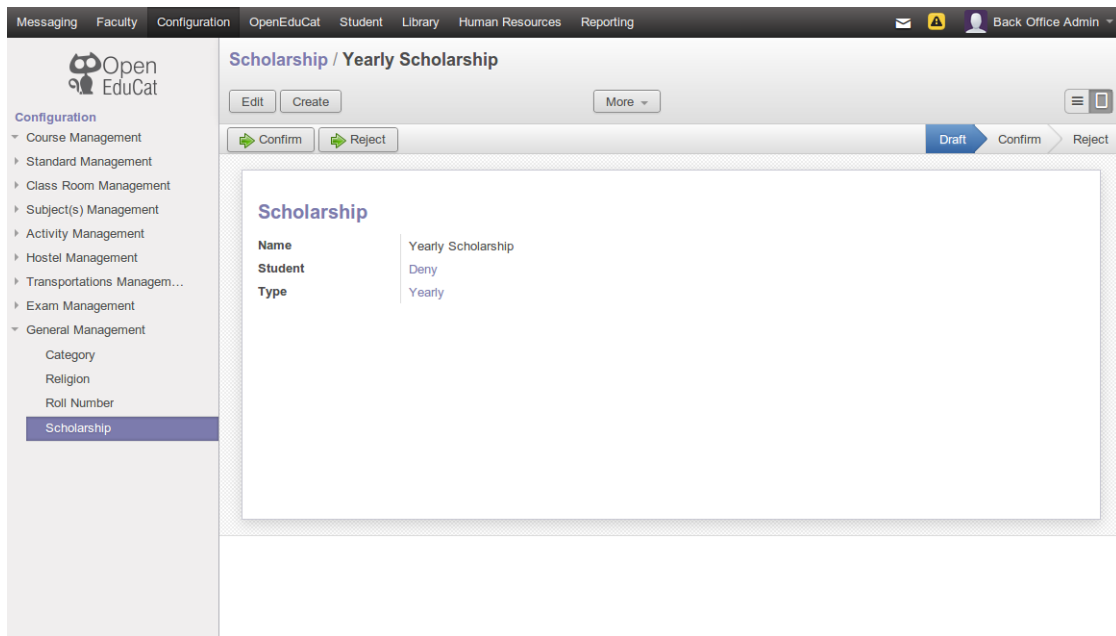 Messaging Faculty Configuration OpenEduCat Student Library Human Resources Reporting Back Office Admin
Open
EduCat
Configuration
Course Management
Standard Management
Class Room Management
Subject(s) Management
Activity Management
Hostel Management
Transportations Managem...
Exam Management
General Management
Category
Religion
Roll Number
Scholarship
Scholarship / Yearly Scholarship
Edit Create More
Confirm Reject Draft Confirm Reject
Scholarship
Name Yearly Scholarship
Student Deny
Type Yearly